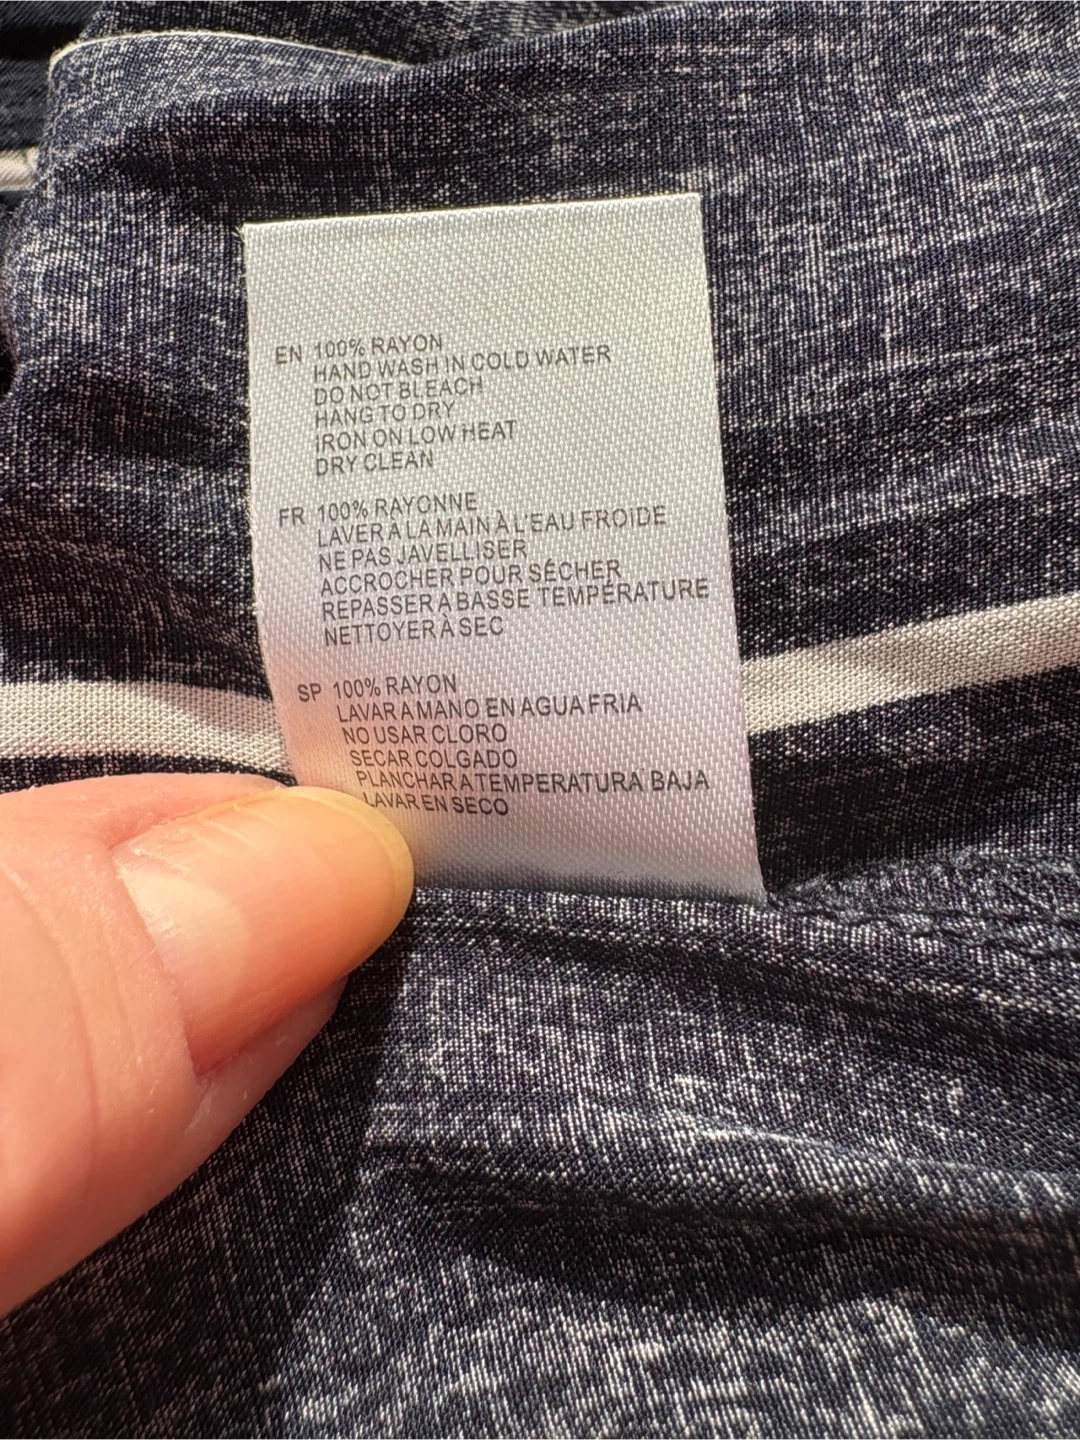 EN 100% RAYON
HAND WASH IN COLD WATER
DO NOT BLEACH
HANG TO DRY
IRON ON LOW HEAT
DRY CLEAN
FR 100% RAYONNE
LAVER À LA MAIN À L'EAU FROIDE
NE PAS JAVELLISER
ACCROCHER POUR SÉCHER
REPASSER A BASSE TEMPÉRATURE
NETTOYER À SEC
SP 100% RAYON
LAVAR A MANO EN AGUA FRIA
NO USAR CLORO
SECAR COLGADO
PLANCHAR A TEMPERATURA BAJA
LAVAR EN SECO